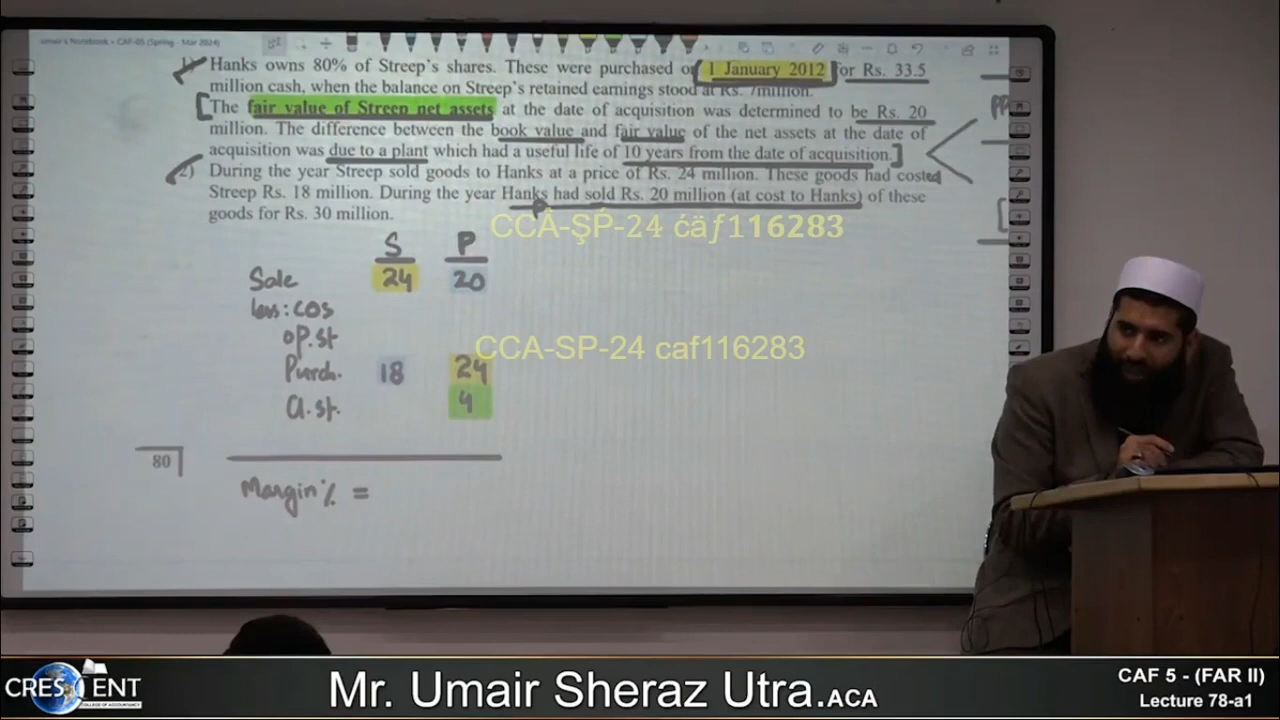 umair's Notebook - CAF-05 (Spring - Mar 2024)
1) Hanks owns 80% of Streep's shares. These were purchased on 1 January 2012 for Rs. 33.5
million cash, when the balance on Streep's retained earnings stood at Rs. 7million.
The fair value of Streep net assets at the date of acquisition was determined to be Rs. 20
million. The difference between the book value and fair value of the net assets at the date of
acquisition was due to a plant which had a useful life of 10 years from the date of acquisition.
2) During the year Streep sold goods to Hanks at a price of Rs. 24 million. These goods had costed
Streep Rs. 18 million. During the year Hanks had sold Rs. 20 million (at cost to Hanks) of these
goods for Rs. 30 million.
CCÂ-ŞṔ-24 ćäƒ116283
S P
Sale 24 20
less: cos
op.st
CCA-SP-24 caf116283
Purch. 18 24
cl.st. 4
80
Margin % =
CRESCENT
COLLEGE OF ACCOUNTANCY
Mr. Umair Sheraz Utra.ACA
CAF 5 - (FAR II)
Lecture 78-a1